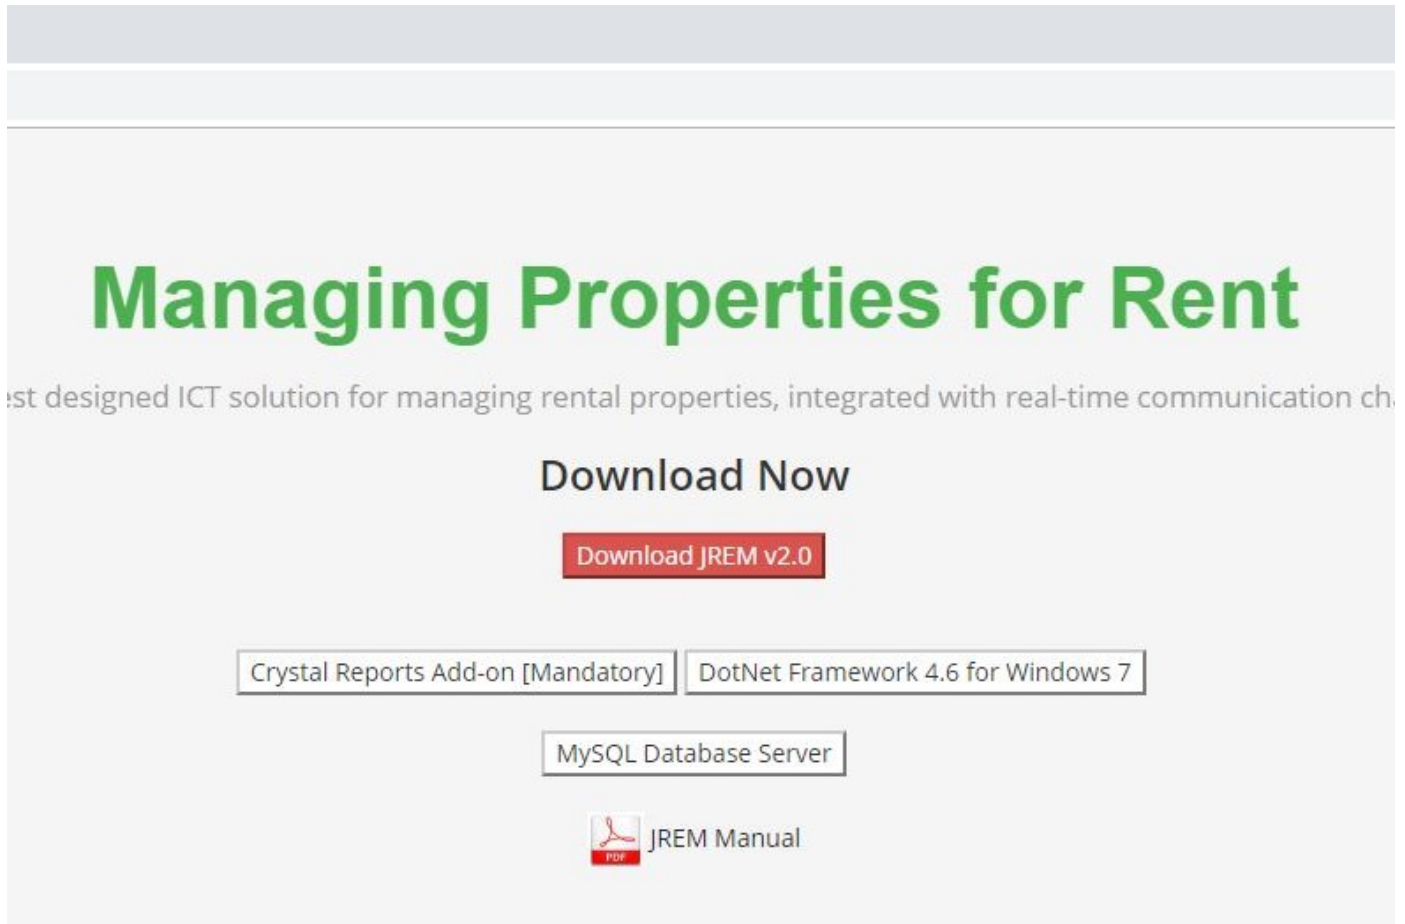 Managing Properties for Rent
est designed ICT solution for managing rental properties, integrated with real-time communication
Download Now
Download JREM v2.0
Crystal Reports Add-on [Mandatory] DotNet Framework 4.6 for Windows 7
MySQL Database Server
PDF JREM Manual